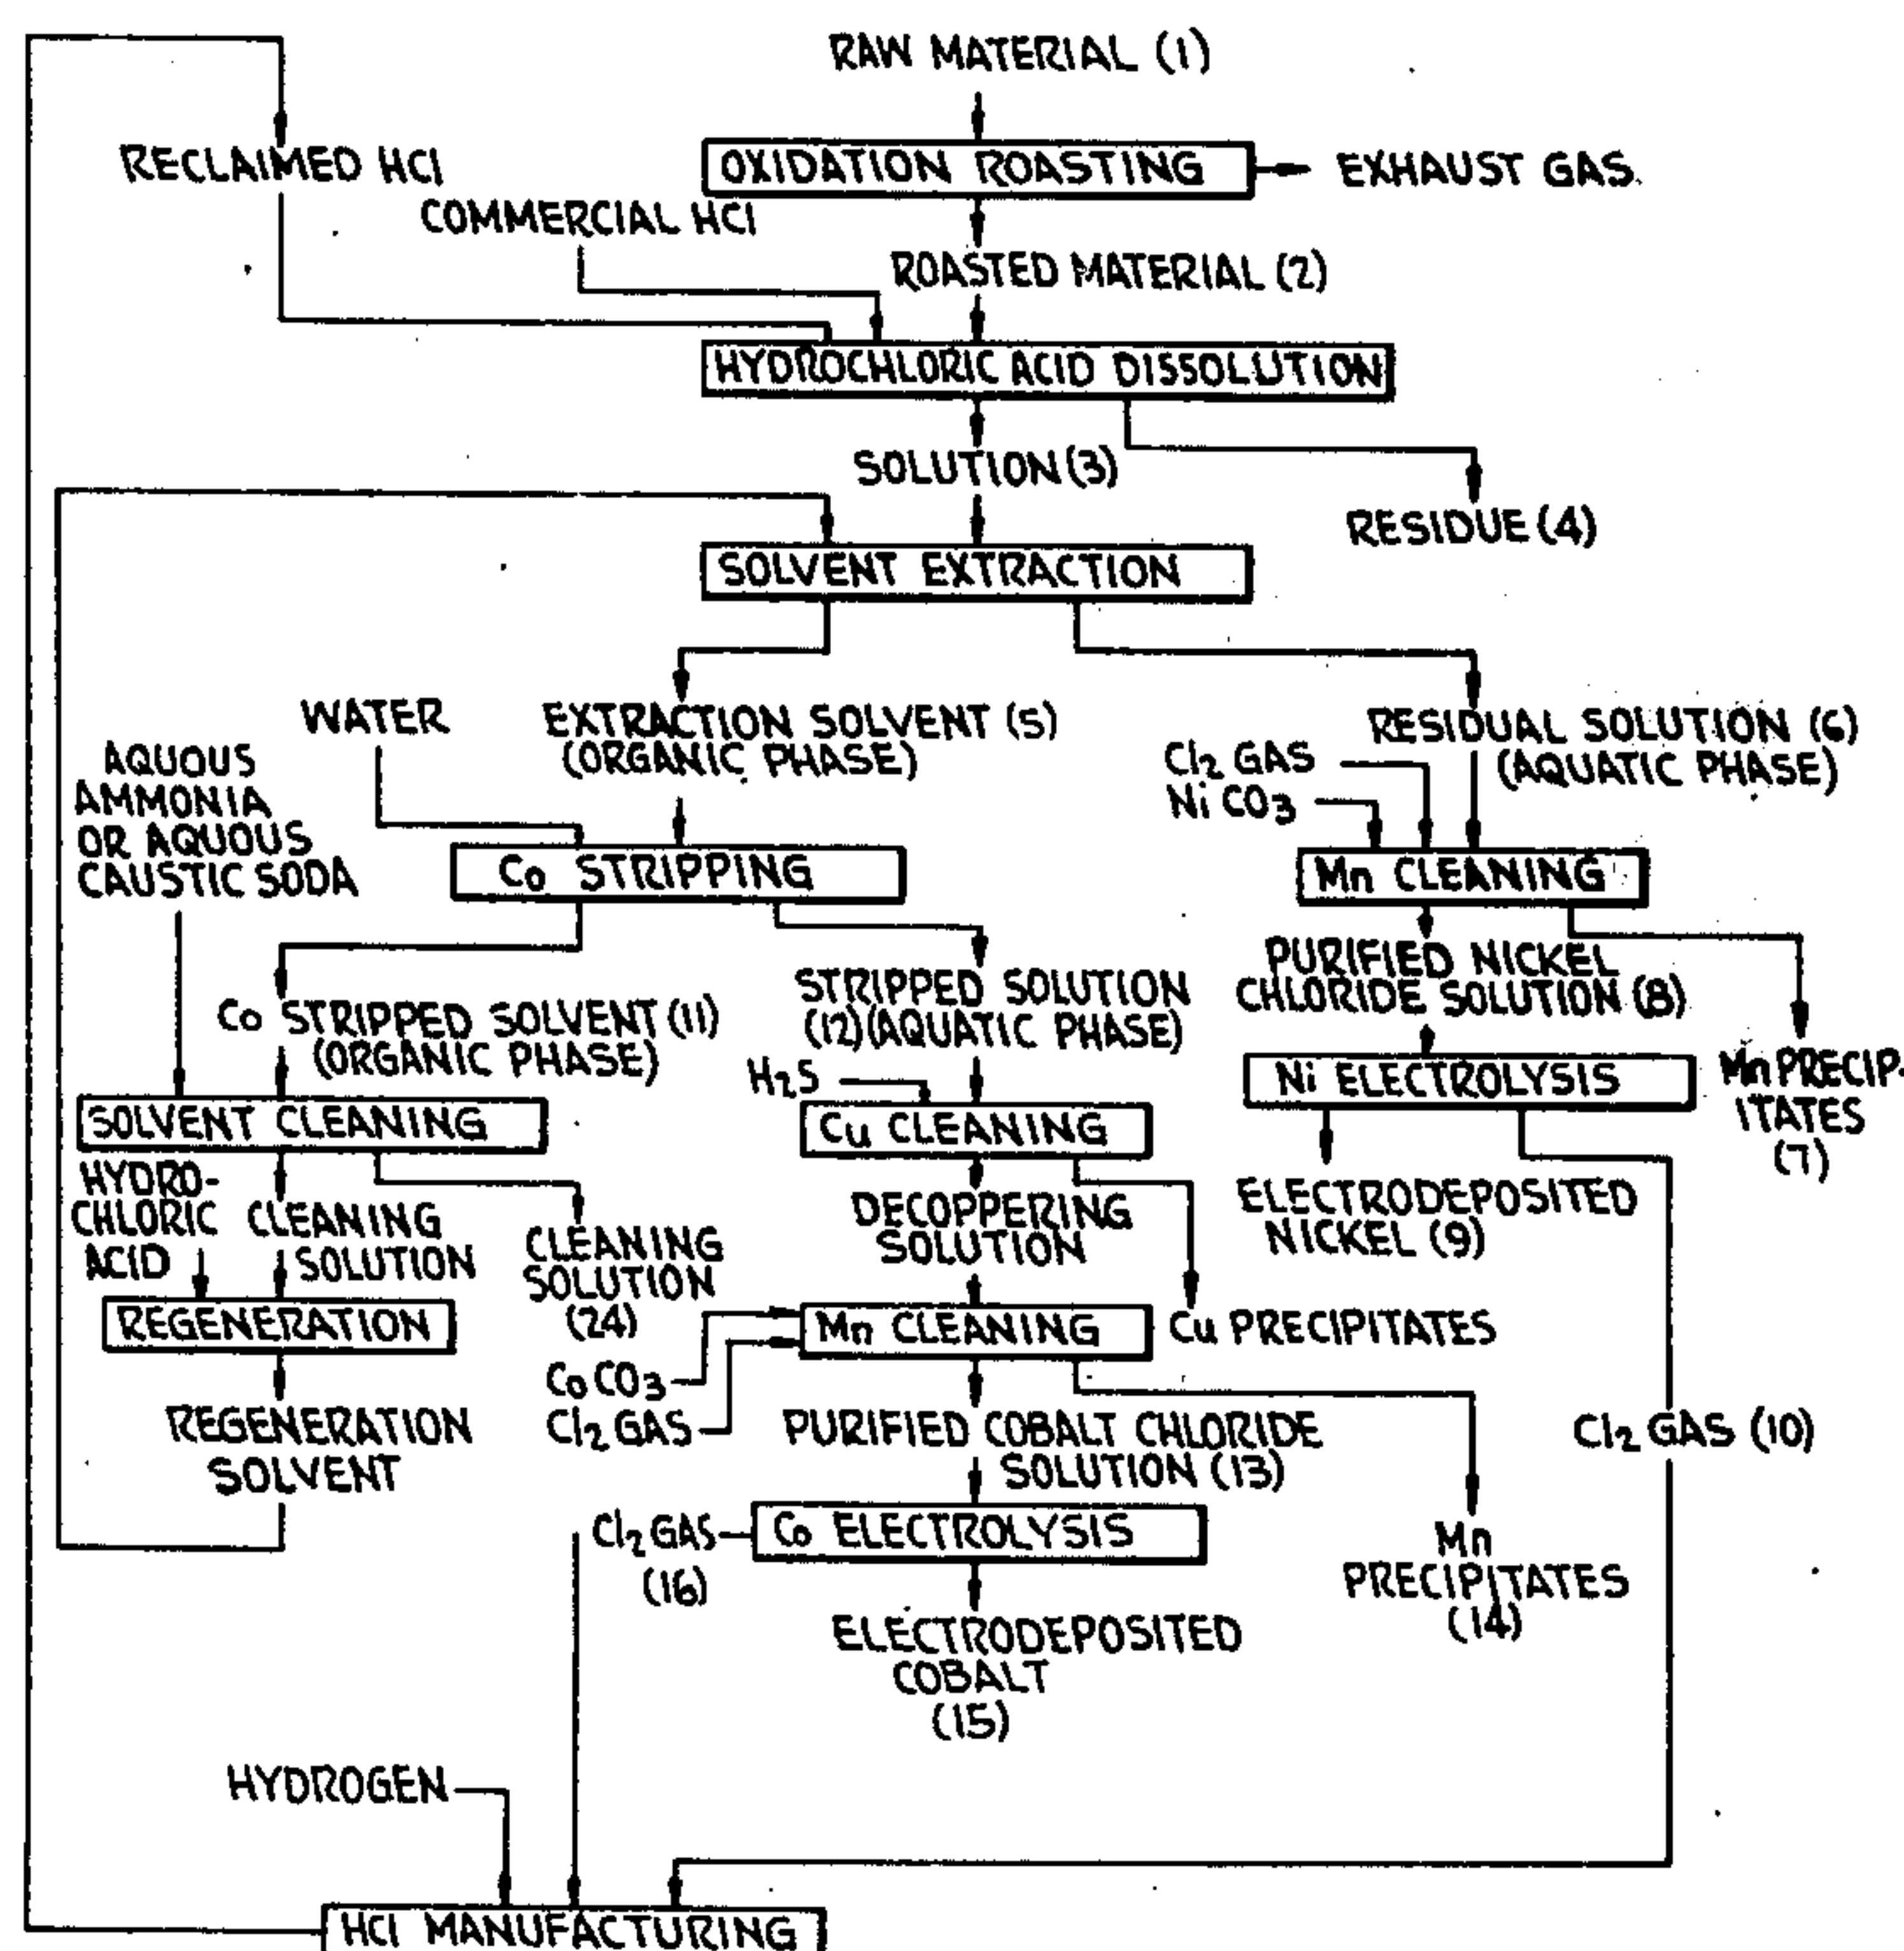 RAW MATERIAL (1)
OXIDATION ROASTING
EXHAUST GAS.
RECLAIMED HCl
COMMERCIAL HCl
ROASTED MATERIAL (2)
HYDROCHLORIC ACID DISSOLUTION
SOLUTION (3)
RESIDUE (4)
SOLVENT EXTRACTION
WATER
EXTRACTION SOLVENT (5)
(ORGANIC PHASE)
RESIDUAL SOLUTION (6)
(AQUATIC PHASE)
Cl2 GAS
Ni CO3
AQUOUS
AMMONIA
OR AQUOUS
CAUSTIC SODA
Co STRIPPING
Mn CLEANING
PURIFIED NICKEL
CHLORIDE SOLUTION (8)
STRIPPED SOLUTION
(12)(AQUATIC PHASE)
Co STRIPPED SOLVENT (11)
(ORGANIC PHASE)
H2S
Ni ELECTROLYSIS
Mn PRECIP-
ITATES
(7)
SOLVENT CLEANING
Cu CLEANING
HYDRO-
CHLORIC
ACID
CLEANING
SOLUTION
CLEANING
SOLUTION
(24)
DECOPPERING
SOLUTION
ELECTRODEPOSITED
NICKEL (9)
REGENERATION
Mn CLEANING
Cu PRECIPITATES
Co CO3
Cl2 GAS
REGENERATION
SOLVENT
PURIFIED COBALT CHLORIDE
SOLUTION (13)
Cl2 GAS (10)
Cl2 GAS
(16)
Co ELECTROLYSIS
Mn
PRECIPITATES
(14)
ELECTRODEPOSITED
COBALT
(15)
HYDROGEN
HCl MANUFACTURING